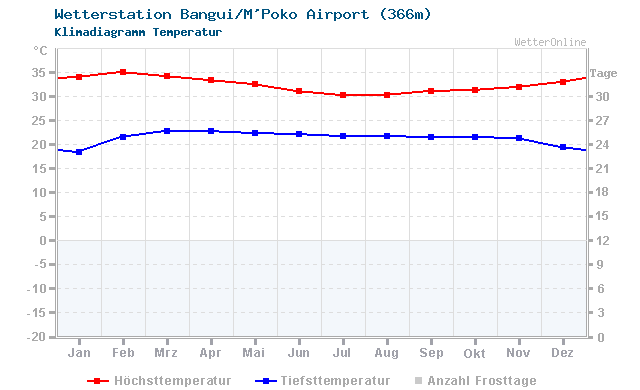 Wetterstation Bangui/M'Poko Airport (366m)
Klimadiagramm Temperatur
WetterOnline
°C
Tage
35
30 30
25 27
20 24
15 21
10 18
5 15
0 12
-5 9
-10 6
-15 3
-20 0
Jan Feb Mrz Apr Mai Jun Jul Aug Sep Okt Nov Dez
Höchsttemperatur Tiefsttemperatur Anzahl Frosttage